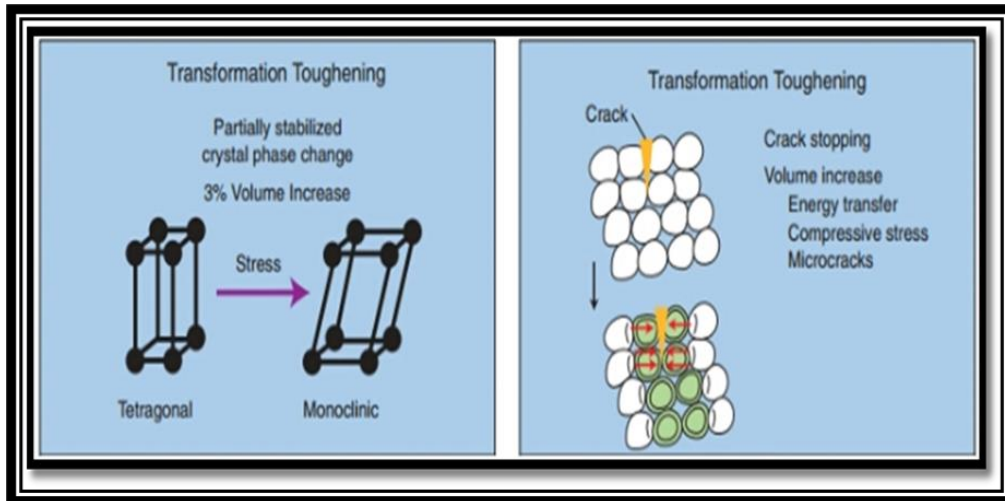 Transformation Toughening
Partially stabilized
crystal phase change
3% Volume Increase
Stress
Tetragonal
Monoclinic
Transformation Toughening
Crack
Crack stopping
Volume increase
Energy transfer
Compressive stress
Microcracks